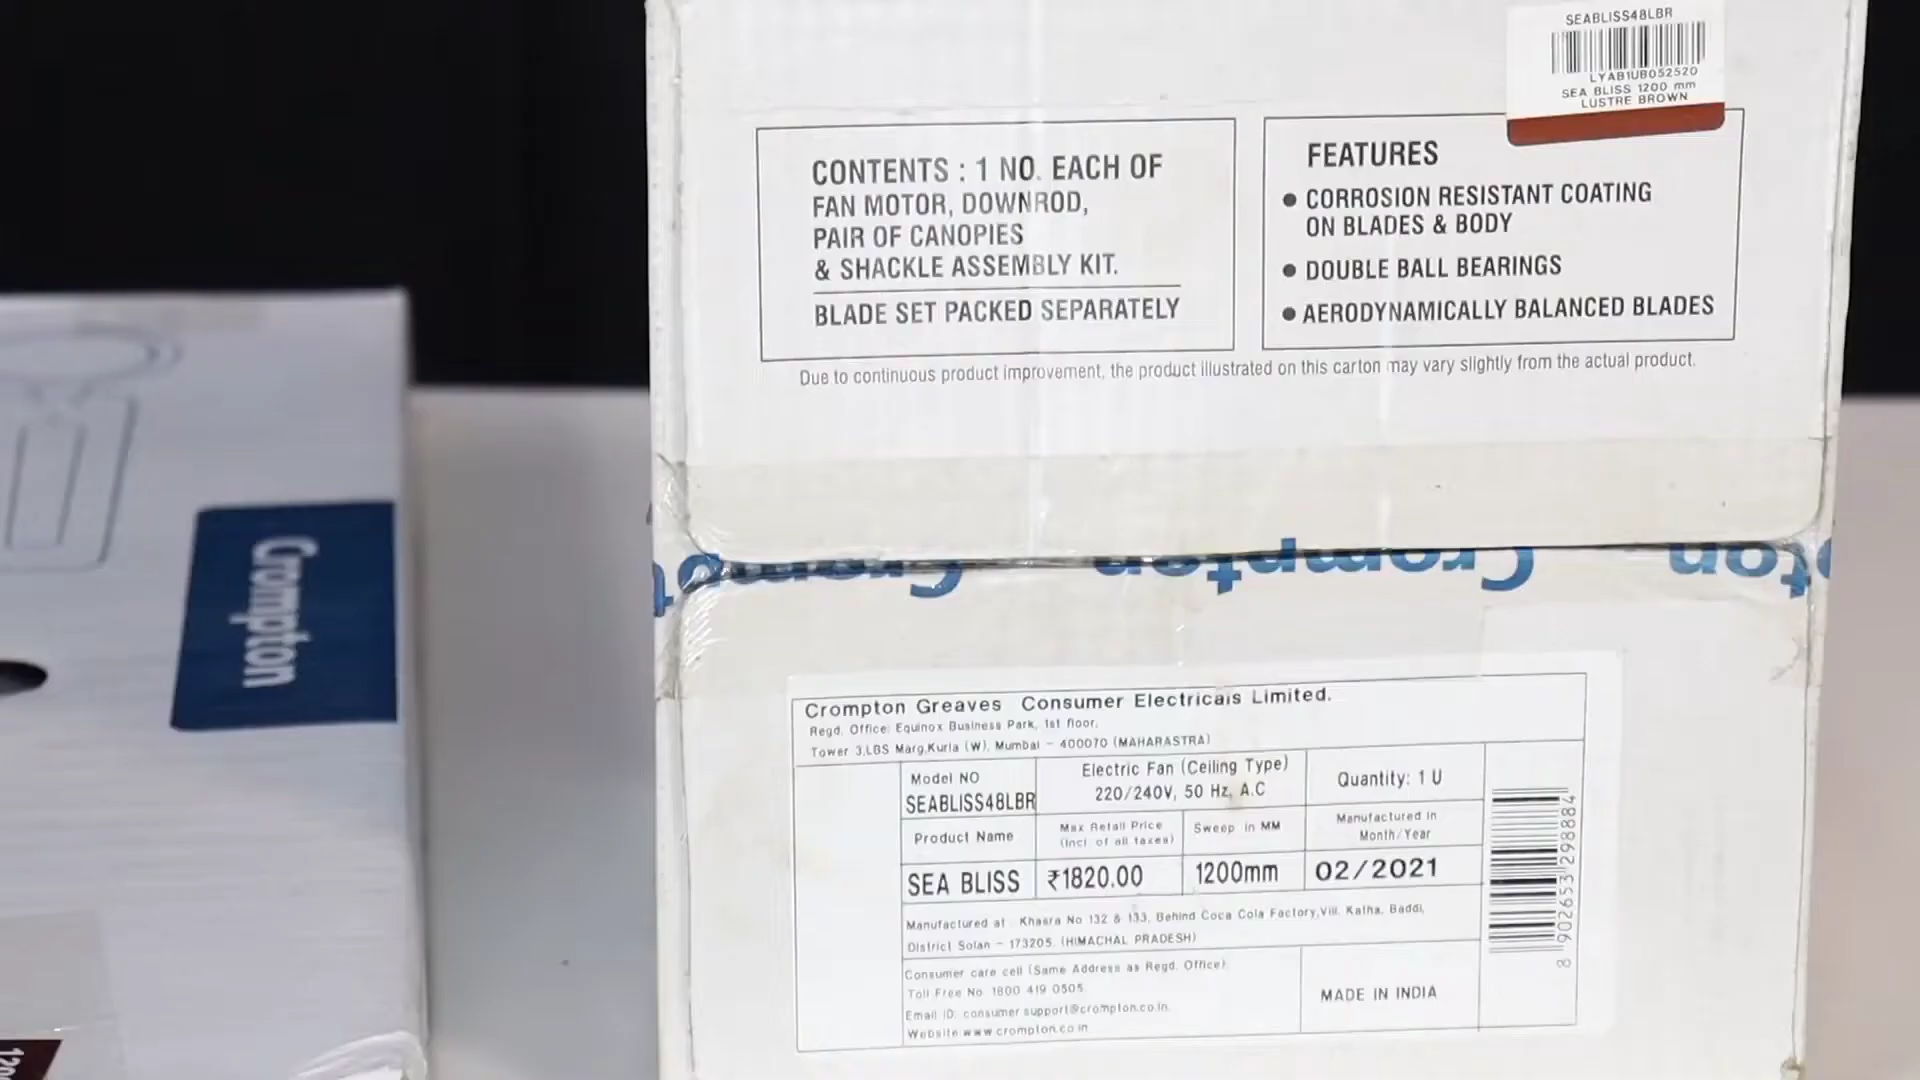 SEABLISS48LBR
LYAB1UB052520
SEA BLISS 1200 mm
LUSTRE BROWN
CONTENTS : 1 NO. EACH OF
FAN MOTOR, DOWNROD,
PAIR OF CANOPIES
& SHACKLE ASSEMBLY KIT.
BLADE SET PACKED SEPARATELY
FEATURES
● CORROSION RESISTANT COATING
ON BLADES & BODY
● DOUBLE BALL BEARINGS
● AERODYNAMICALLY BALANCED BLADES
Due to continuous product improvement, the product illustrated on this carton may vary slightly from the actual product.
Crompton
Crompton
Crompton Greaves Consumer Electricals Limited.
Regd. Office: Equinox Business Park, 1st floor,
Tower 3,LBS Marg,Kurla (W), Mumbai - 400070 (MAHARASTRA)
Model NO
SEABLISS48LBR
Electric Fan (Ceiling Type)
220/240V, 50 Hz, A.C
Quantity: 1 U
Product Name
Max Retail Price
(Incl of all taxes)
Sweep in MM
Manufactured in
Month/Year
SEA BLISS
₹1820.00
1200mm
02/2021
Manufactured at : Khasra No 132 & 133, Behind Coca Cola Factory,Vill. Katha, Baddi,
District Solan - 173205. (HIMACHAL PRADESH)
Consumer care cell (Same Address as Regd. Office)
Toll Free No. 1800 419 0505
Email ID: consumer.support@crompton.co.in.
Website:www.crompton.co.in
MADE IN INDIA
8902653298884